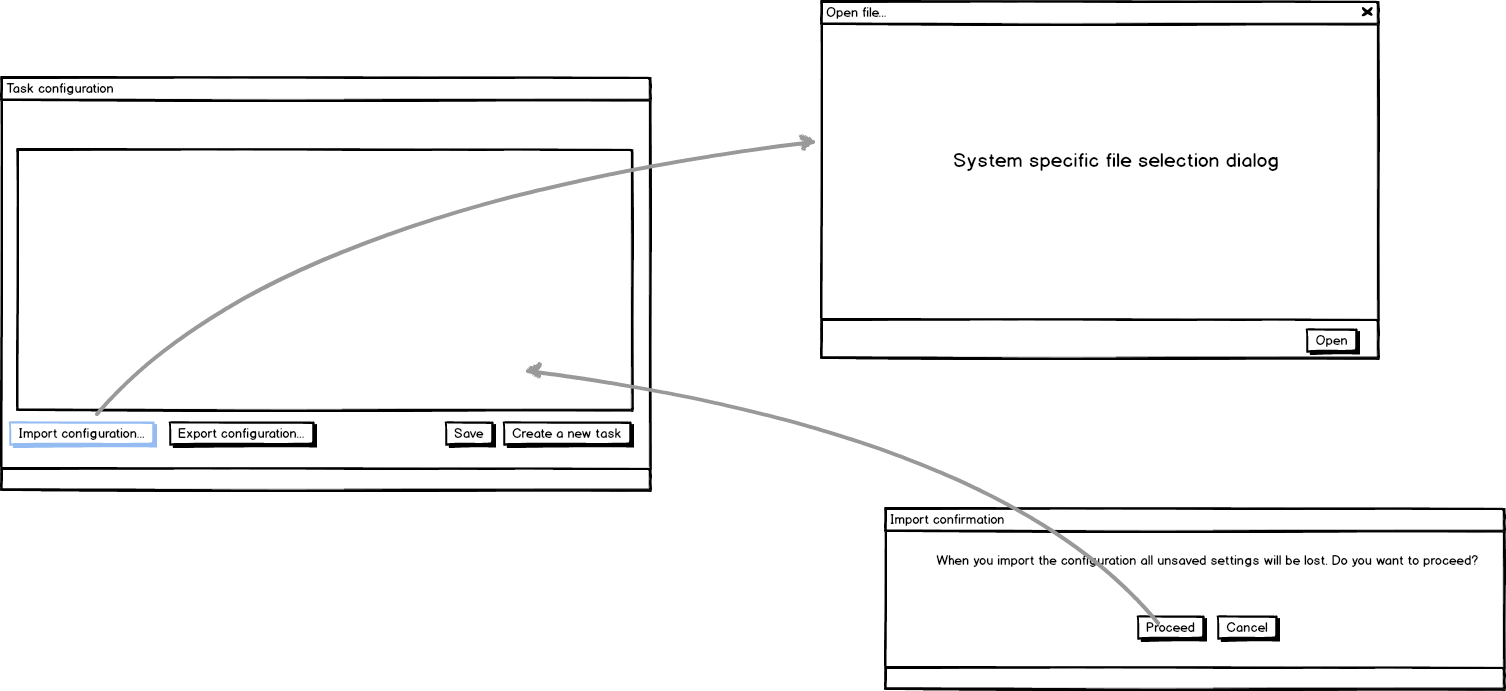 Open file...
Task configuration
System specific file selection dialog
Open
Import configuration...
Export configuration...
Save
Create a new task
Import confirmation
When you import the configuration all unsaved settings will be lost. Do you want to proceed?
Proceed
Cancel